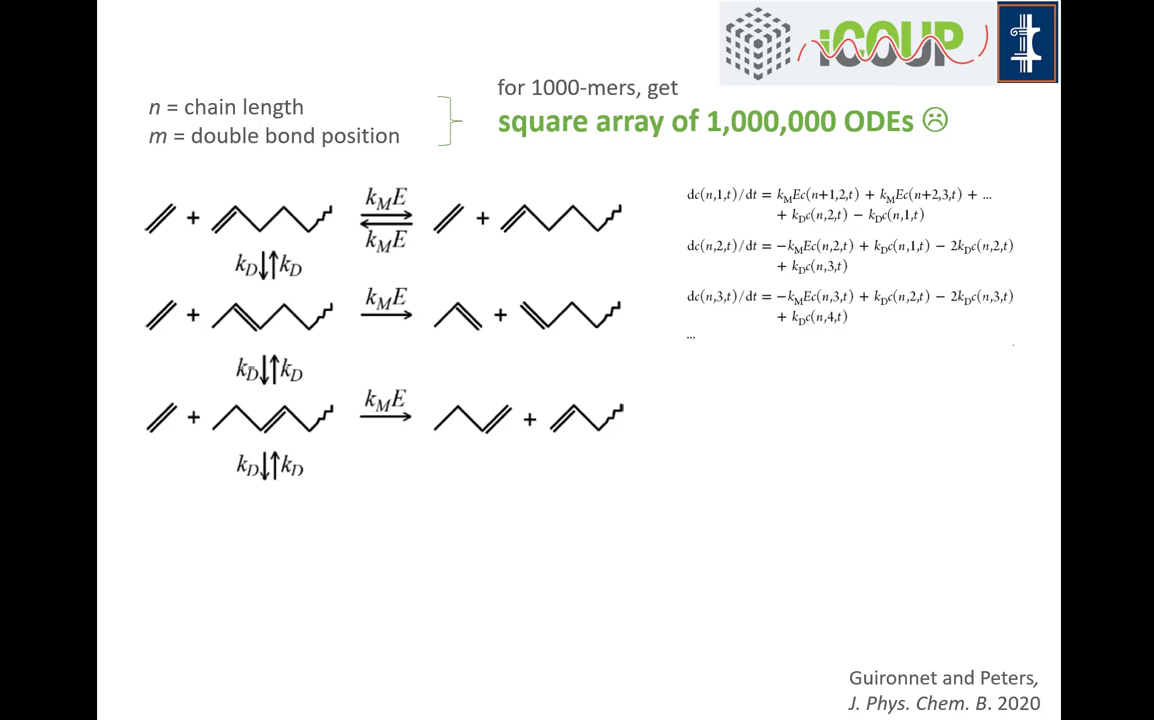 iCOUP
for 1000-mers, get
n = chain length
square array of 1,000,000 ODEs ☹
m = double bond position
dc(n,1,t)/dt = k_MEc(n+1,2,t) + k_MEc(n+2,3,t) + ...
+ k_Dc(n,2,t) − k_Dc(n,1,t)
dc(n,2,t)/dt = −k_MEc(n,2,t) + k_Dc(n,1,t) − 2k_Dc(n,2,t)
+ k_Dc(n,3,t)
dc(n,3,t)/dt = −k_MEc(n,3,t) + k_Dc(n,2,t) − 2k_Dc(n,3,t)
+ k_Dc(n,4,t)
...
k_ME
+ +
k_ME
k_D↓↑k_D
k_ME
+ +
k_D↓↑k_D
k_ME
+ +
k_D↓↑k_D
Guironnet and Peters,
J. Phys. Chem. B. 2020